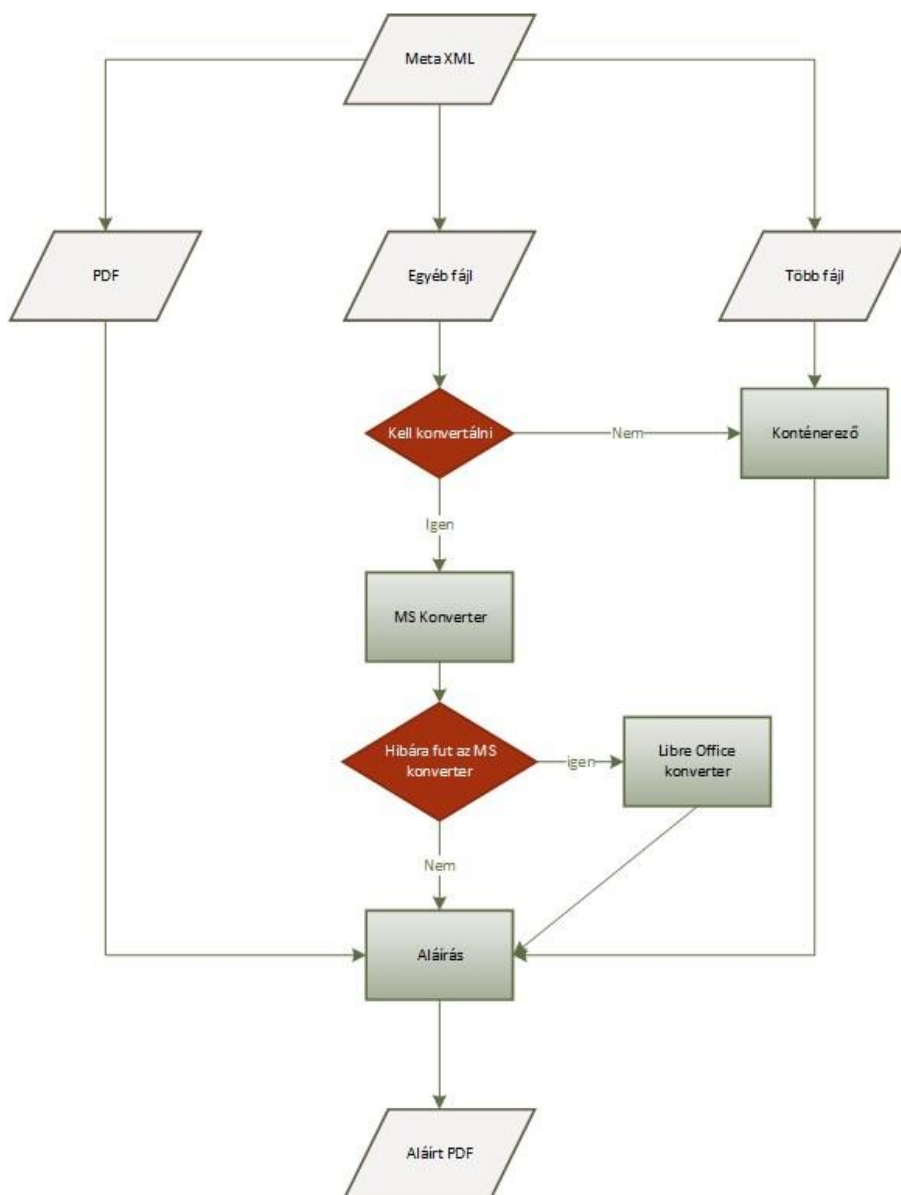 Meta XML
PDF
Egyéb fájl
Több fájl
Kell konvertálni
Nem
Konténerező
Igen
MS Konverter
Hibára fut az MS
konverter
igen
Libre Office
konverter
Nem
Aláírás
Aláírt PDF